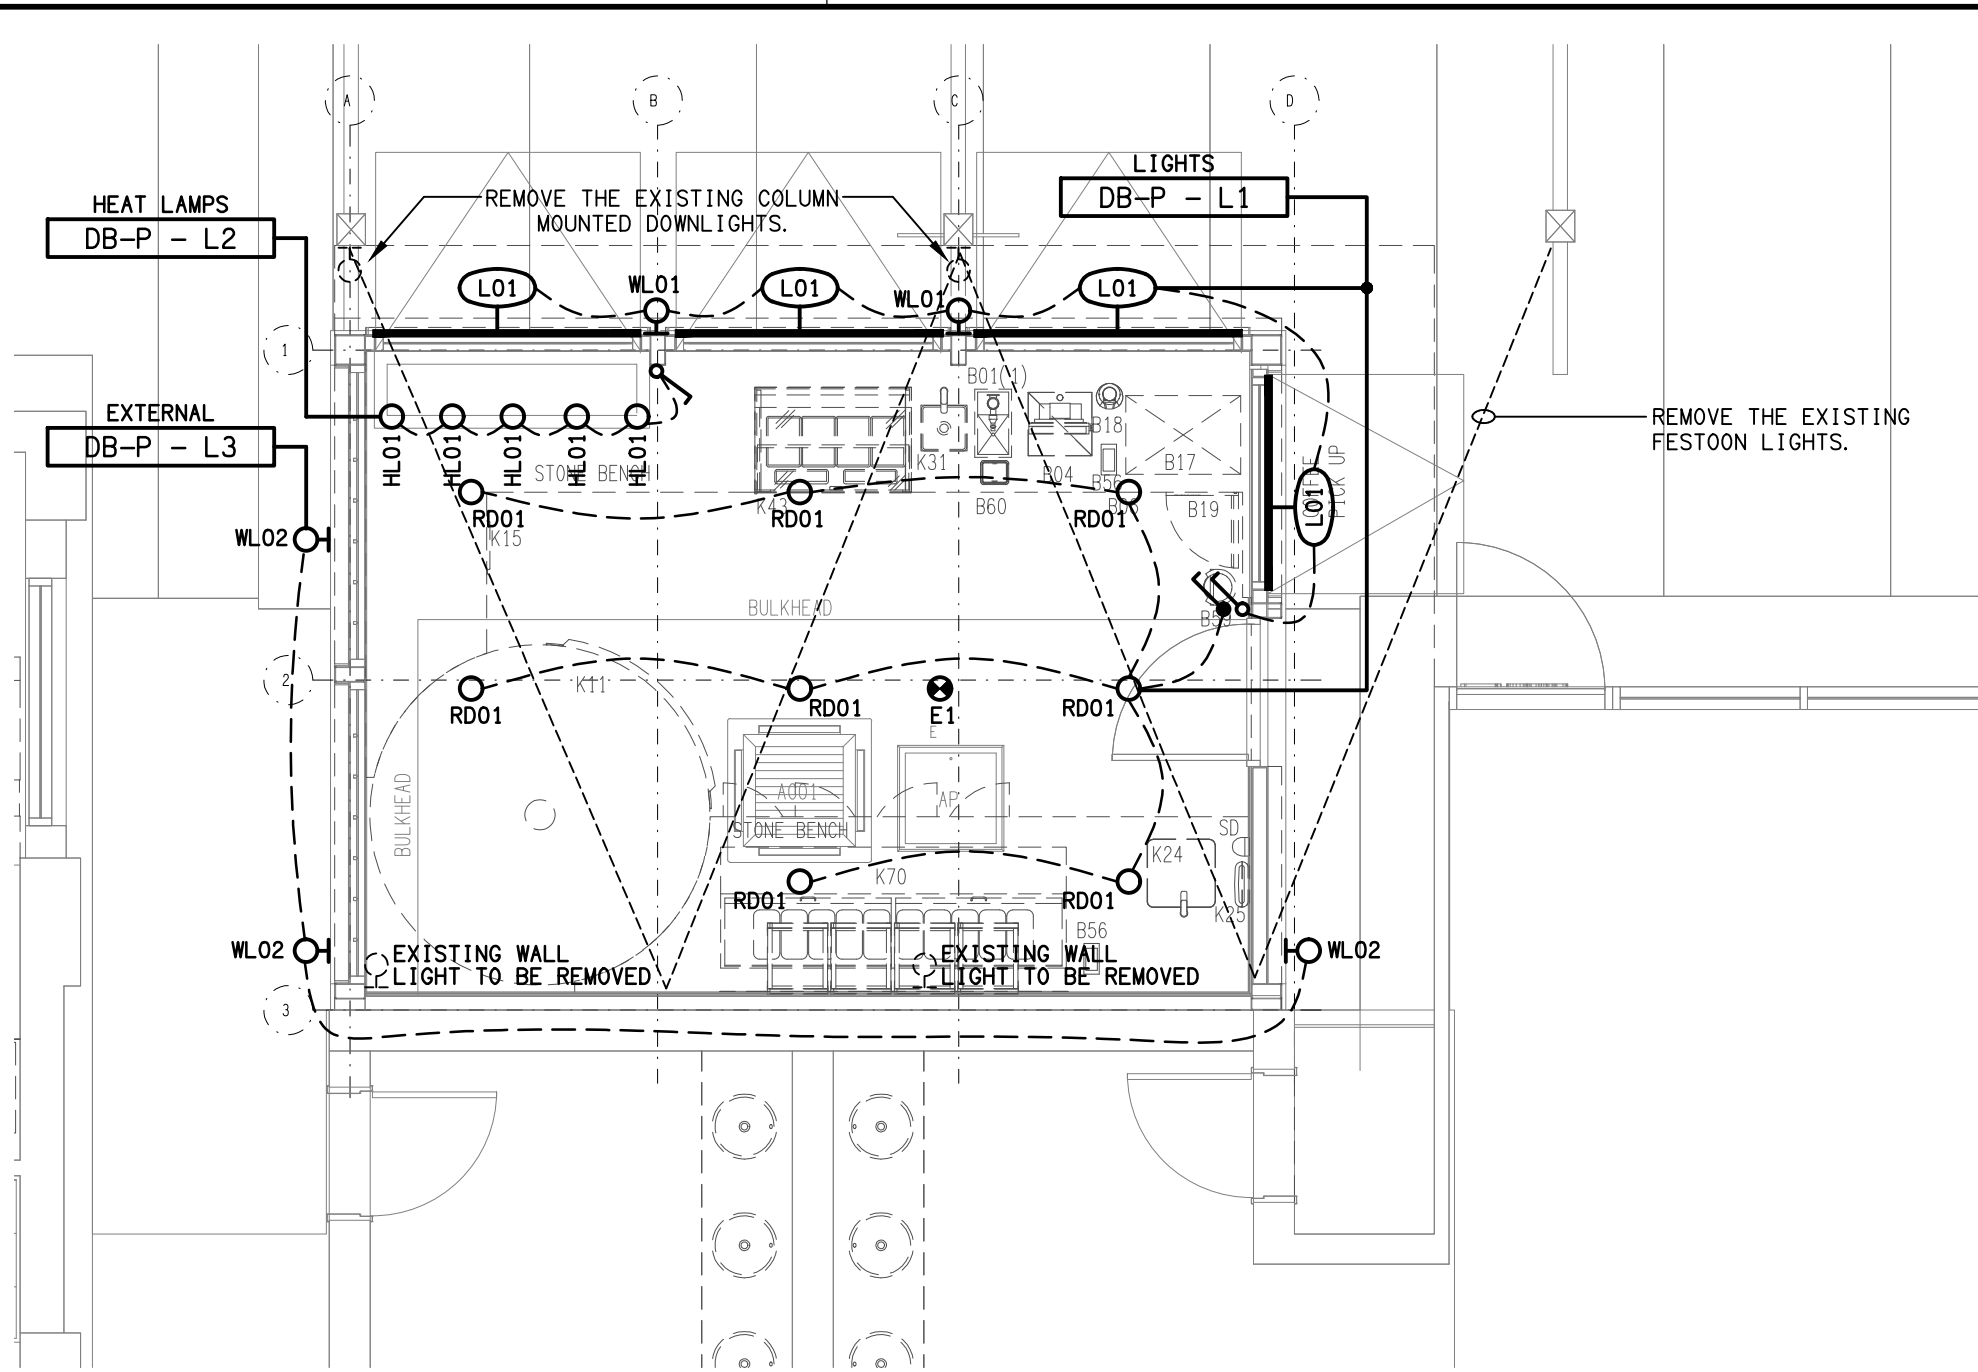 A
B
C
D
LIGHTS
DB-P - L1
HEAT LAMPS
DB-P - L2
REMOVE THE EXISTING COLUMN
MOUNTED DOWNLIGHTS.
L01
WL01
L01
WL01
L01
1
B01(1)
EXTERNAL
DB-P - L3
REMOVE THE EXISTING
FESTOON LIGHTS.
HL01
HL01
HL01
HL01
HL01
STONE BENCH
K31
B04
B18
B56
B17
PICK UP
L01
K43
B60
B19
RD01
RD01
RD01
K15
WL02
BULKHEAD
B59
2
K11
RD01
RD01
E1
E
RD01
BULKHEAD
A001
AP
STONE BENCH
SD
K24
K70
RD01
RD01
K25
B56
WL02
EXISTING WALL
LIGHT TO BE REMOVED
EXISTING WALL
LIGHT TO BE REMOVED
WL02
3